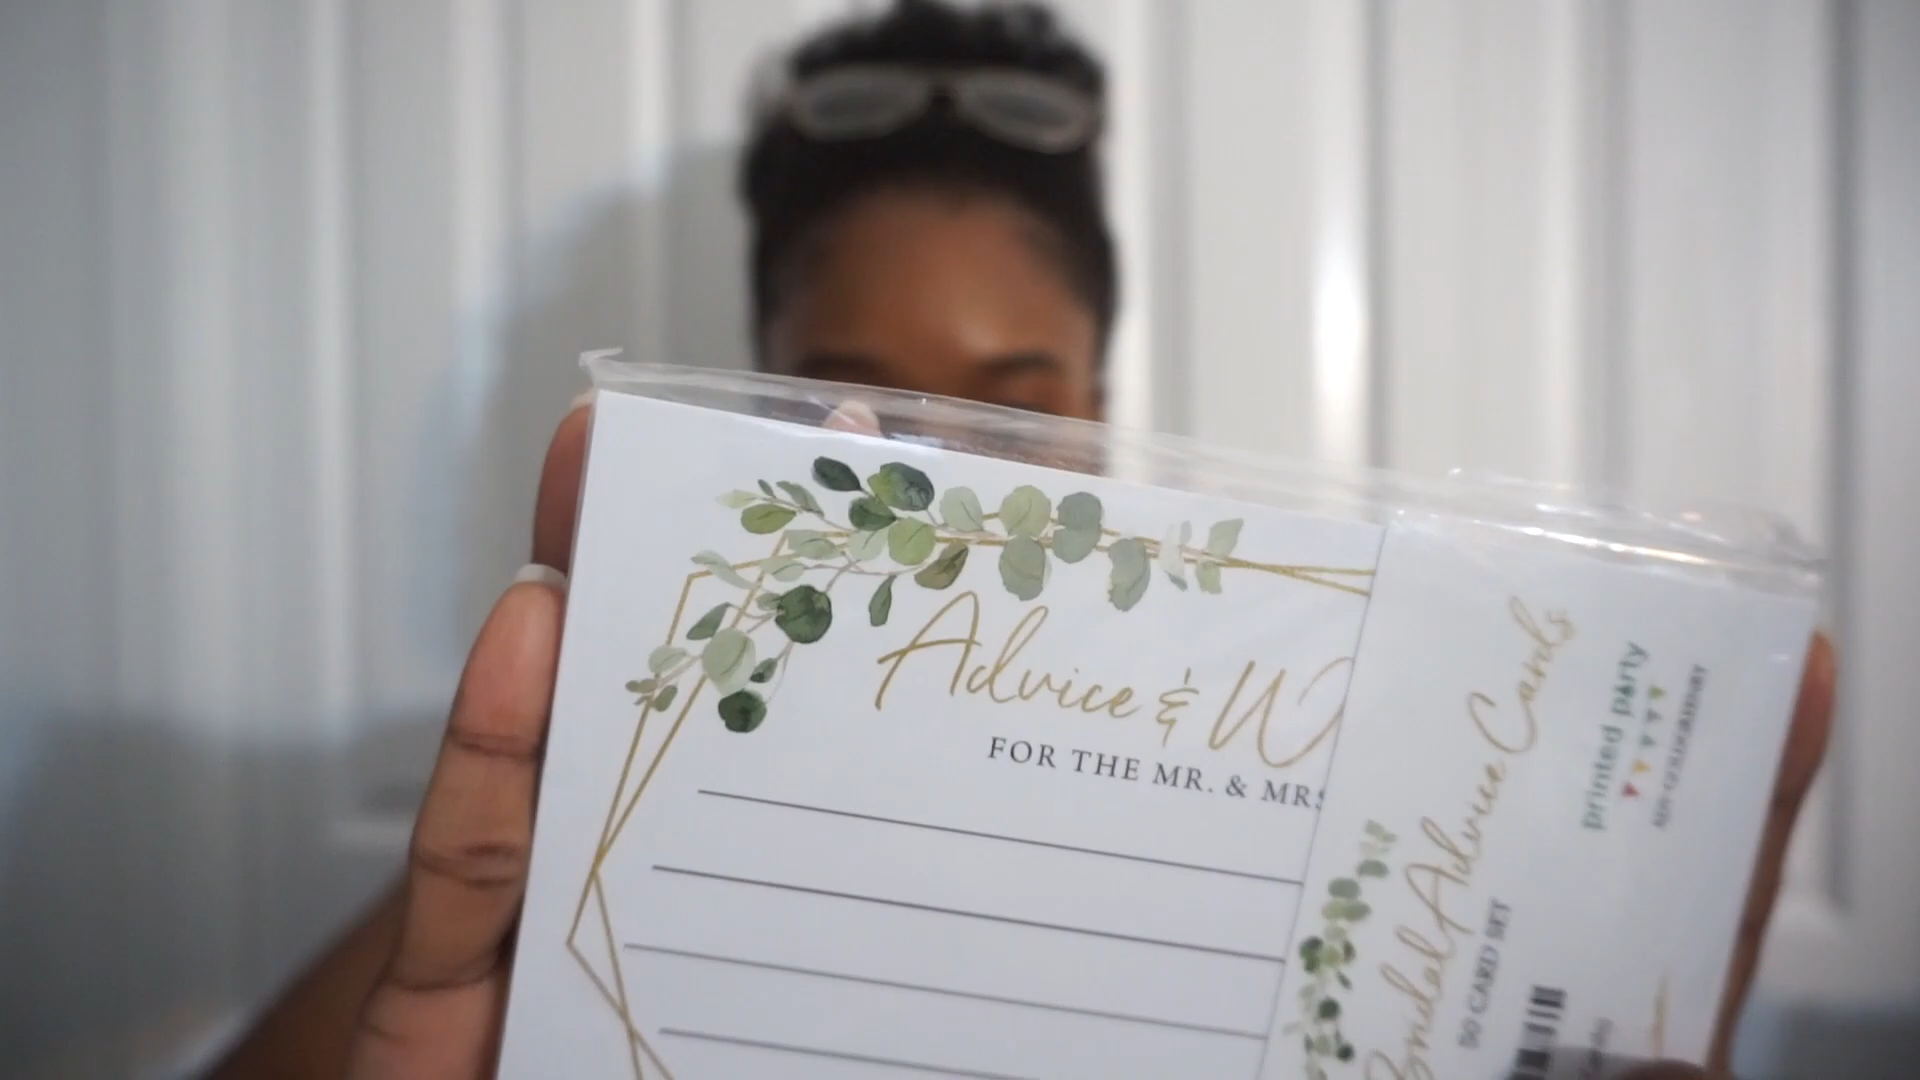 Advice & W
FOR THE MR. & MRS
Bridal Advice Cards
50 CARD SET
printed party